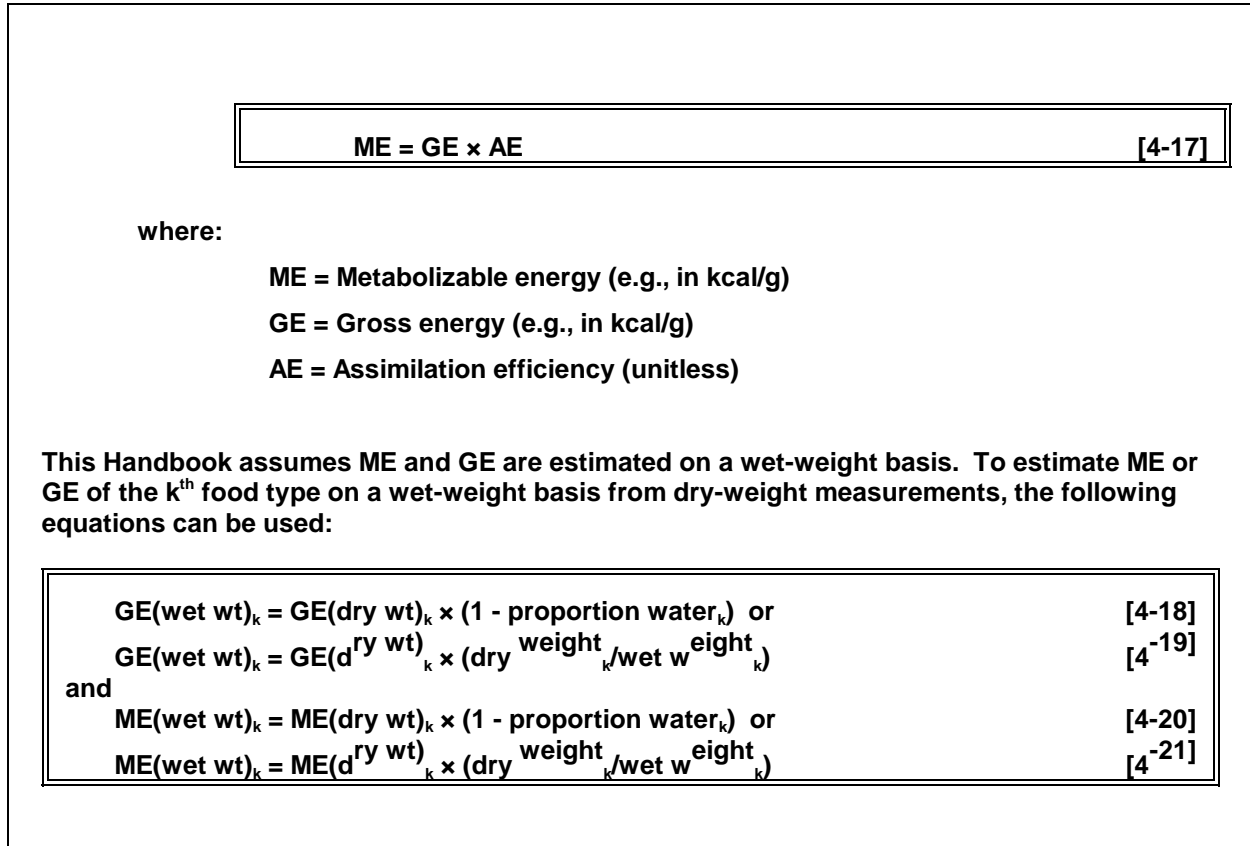 ME = GE × AE [4-17]
where:
ME = Metabolizable energy (e.g., in kcal/g)
GE = Gross energy (e.g., in kcal/g)
AE = Assimilation efficiency (unitless)
This Handbook assumes ME and GE are estimated on a wet-weight basis. To estimate ME or
GE of the kth food type on a wet-weight basis from dry-weight measurements, the following
equations can be used:
GE(wet wt)k = GE(dry wt)k × (1 - proportion waterk) or [4-18]
GE(wet wt)k = GE(dry wt)k × (dry weightk/wet weightk) [4-19]
and
ME(wet wt)k = ME(dry wt)k × (1 - proportion waterk) or [4-20]
ME(wet wt)k = ME(dry wt)k × (dry weightk/wet weightk) [4-21]